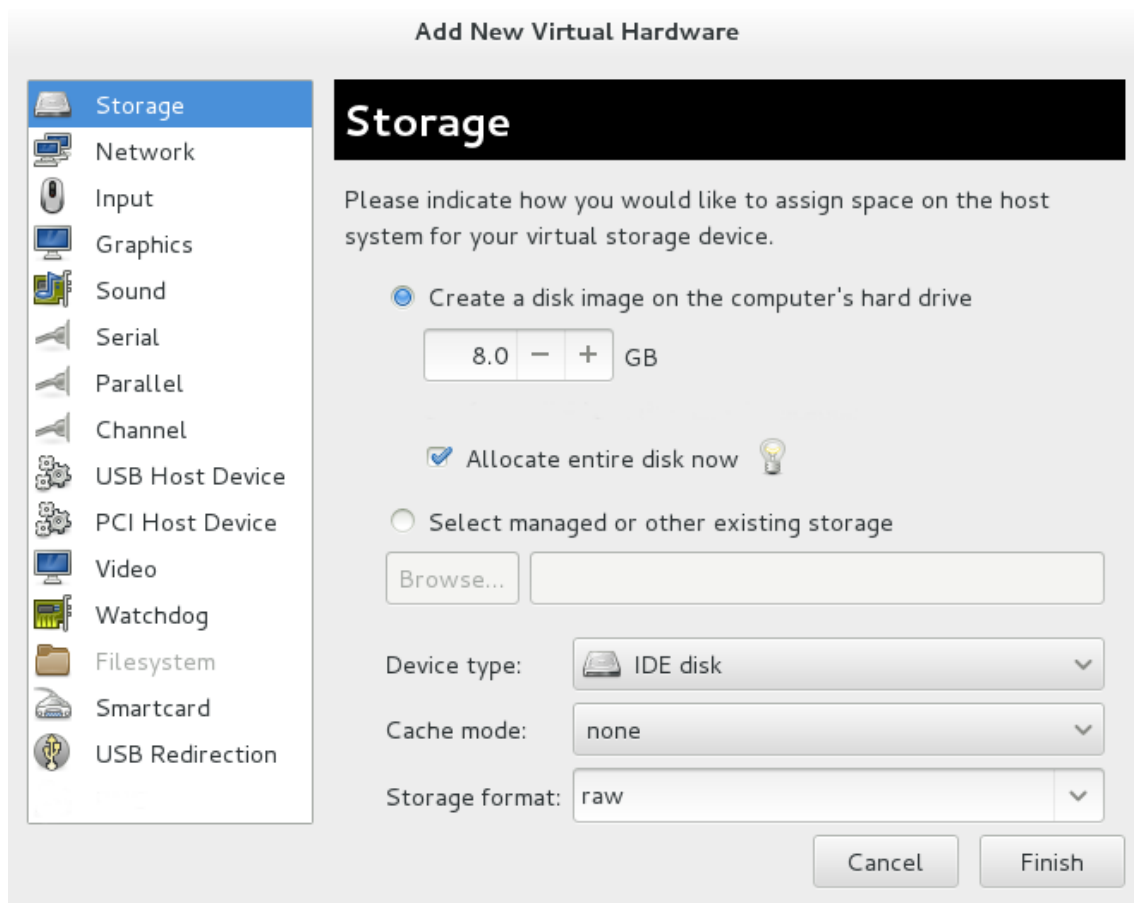 Add New Virtual Hardware
Storage
Network
Input
Graphics
Sound
Serial
Parallel
Channel
USB Host Device
PCI Host Device
Video
Watchdog
Filesystem
Smartcard
USB Redirection
Storage
Please indicate how you would like to assign space on the host
system for your virtual storage device.
Create a disk image on the computer's hard drive
8.0 − + GB
Allocate entire disk now
Select managed or other existing storage
Browse...
Device type: IDE disk
Cache mode: none
Storage format: raw
Cancel Finish